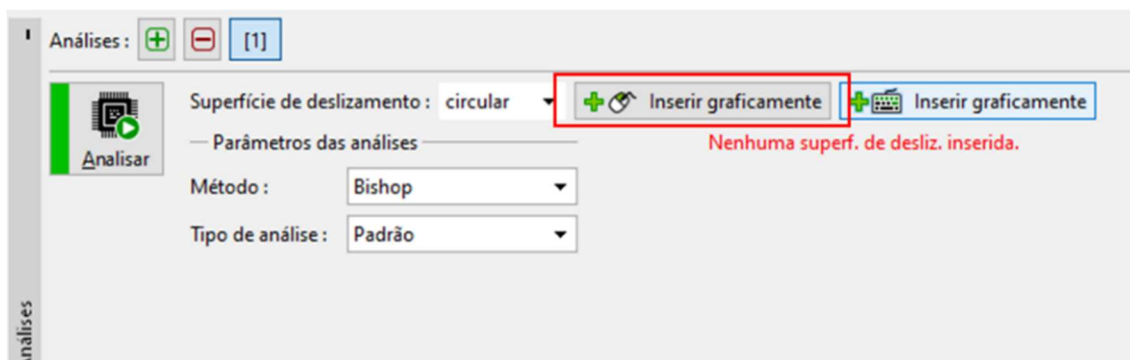 Análises : [1]
Superfície de deslizamento : circular Inserir graficamente Inserir graficamente
Analisar
Parâmetros das análises Nenhuma superf. de desliz. inserida.
Método : Bishop
Tipo de análise : Padrão